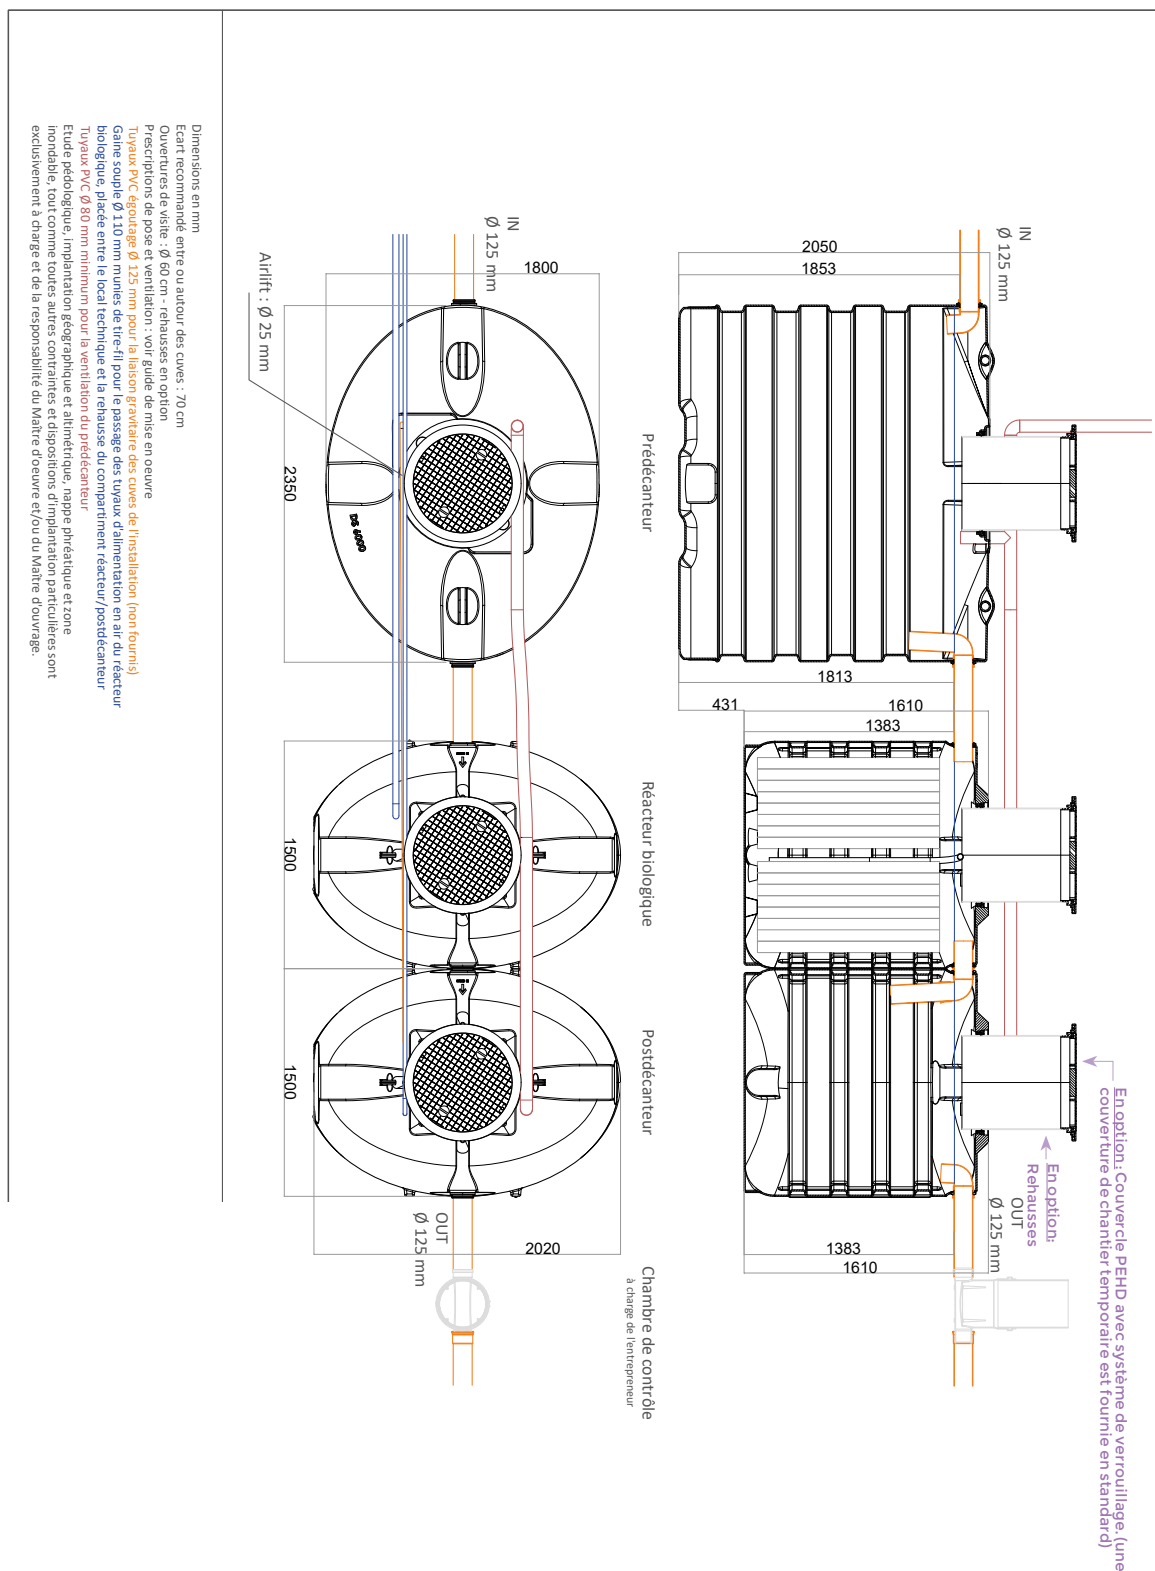 En option : Couvercle PEHD avec système de verrouillage. (une
couverture de chantier temporaire est fournie en standard)
En option :
Rehausses
IN
Ø 125 mm
2050
1853
1813
431
1610
1383
OUT
Ø 125 mm
1383
1610
Prédécanteur
Réacteur biologique
Postdécanteur
Chambre de contrôle
à charge de l'entrepreneur
IN
Ø 125 mm
1800
DS 6000
OUT
Ø 125 mm
2020
2350
1500
1500
Airlift : Ø 25 mm
Dimensions en mm
Ecart recommandé entre ou autour des cuves : 70 cm
Ouvertures de visite : Ø 60 cm - rehausses en option
Prescriptions de pose et ventilation : voir guide de mise en oeuvre
Tuyaux PVC égoutage Ø 125 mm pour la liaison gravitaire des cuves de l'installation (non fournis)
Gaine souple Ø 110 mm munies de tire-fil pour le passage des tuyaux d'alimentation en air du réacteur
biologique, placée entre le local technique et la rehausse du compartiment réacteur/postdécanteur
Tuyaux PVC Ø 80 mm minimum pour la ventilation du prédécanteur
Etude pédologique, implantation géographique et altimétrique, nappe phréatique et zone
inondable, tout comme toutes autres contraintes et dispositions d'implantation particulières sont
exclusivement à charge et de la responsabilité du Maître d'oeuvre et/ou du Maître d'ouvrage.